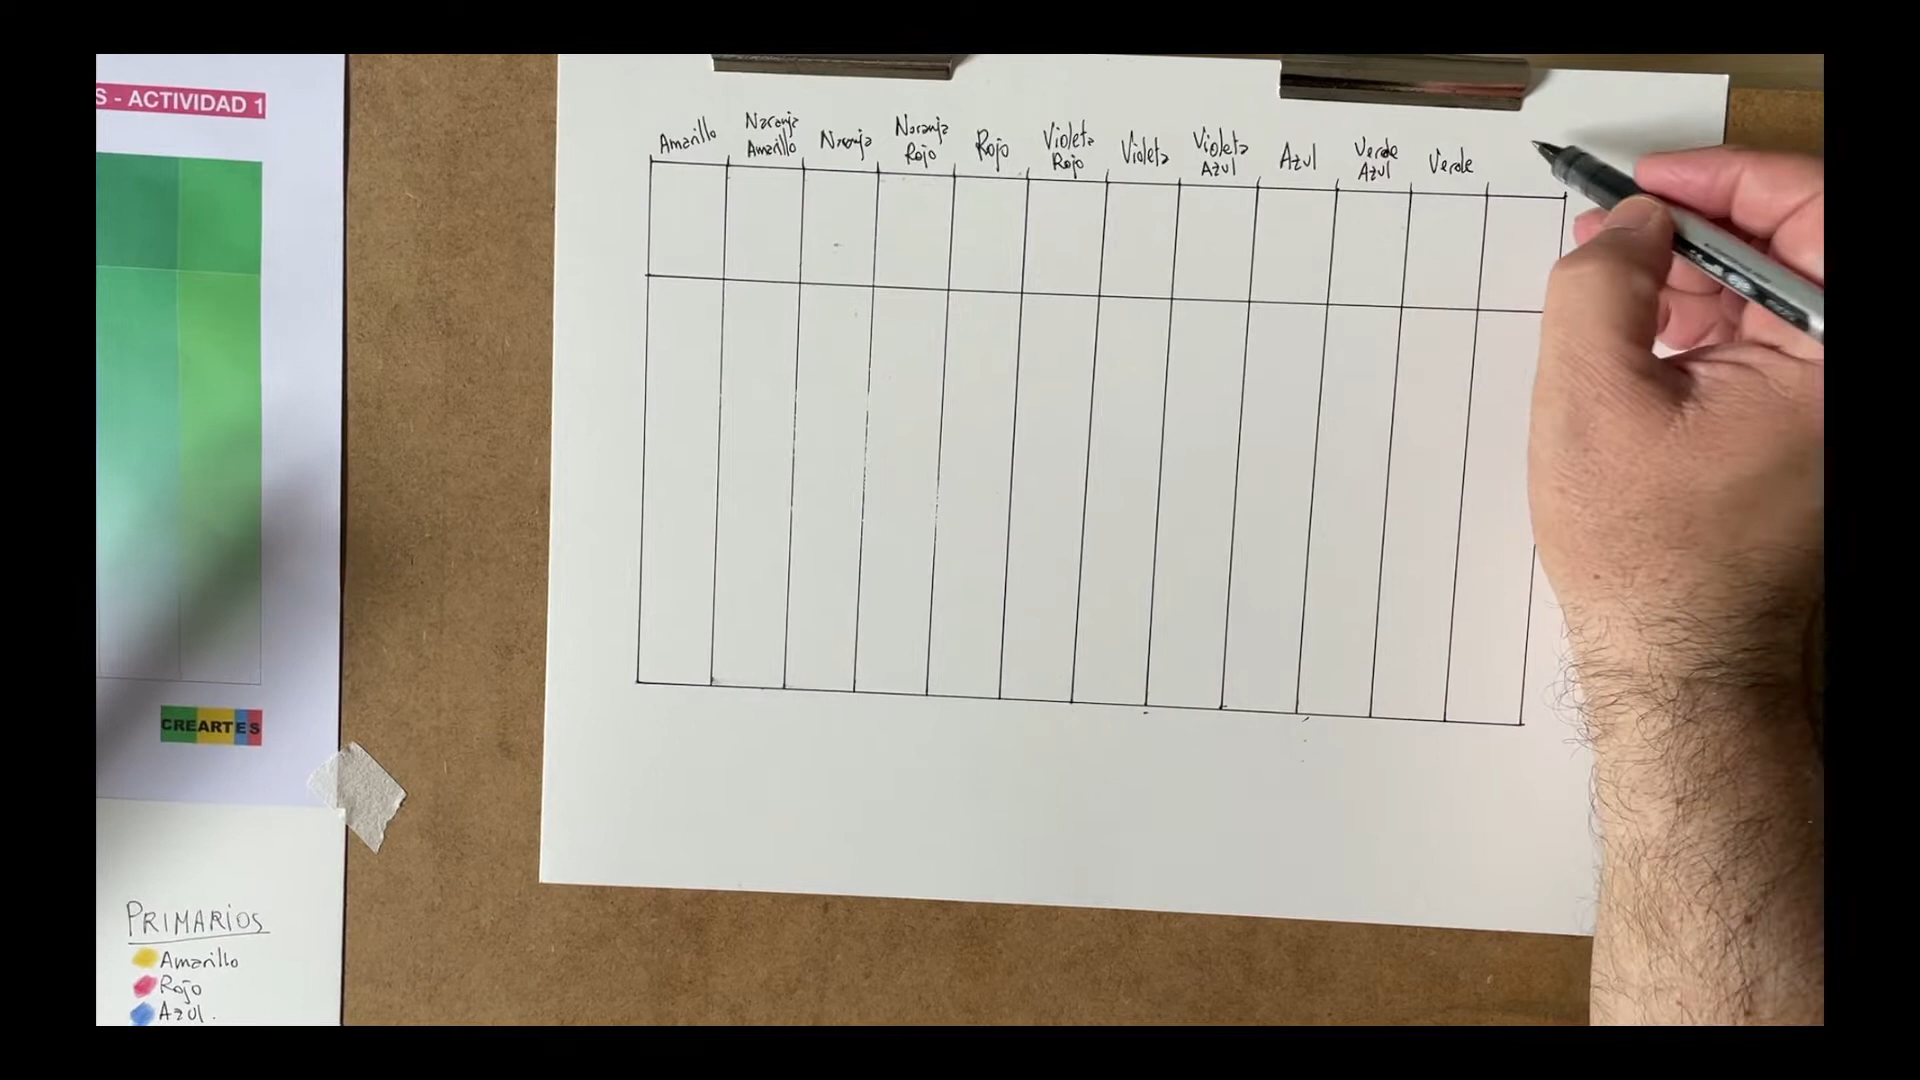 S - ACTIVIDAD 1
Amarillo
Naranja
Amarillo
Naranja
Naranja
Rojo
Rojo
Violeta
Rojo
Violeta
Violeta
Azul
Azul
Verde
Azul
Verde
CREARTES
PRIMARIOS
Amarillo
Rojo
Azul.